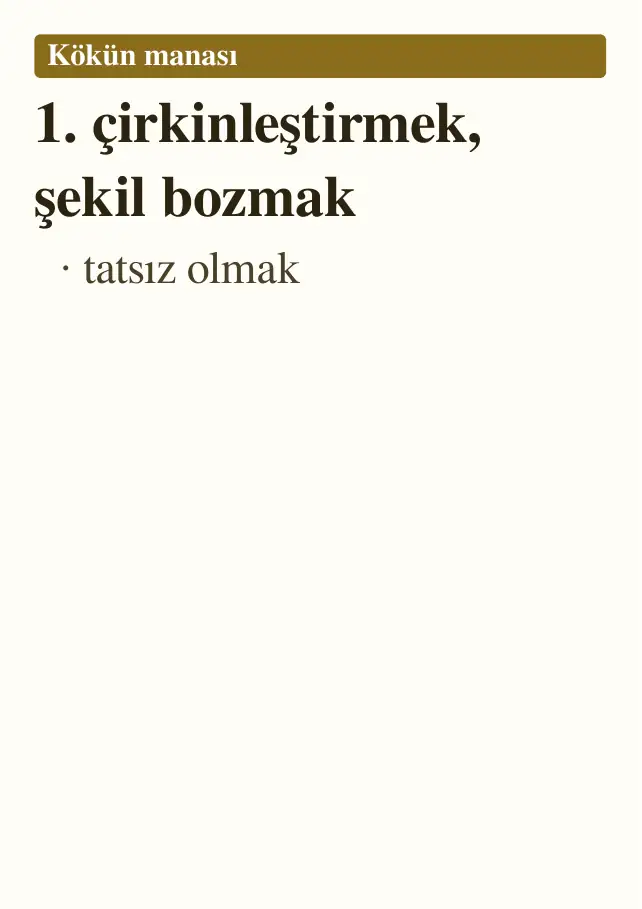 Kökün manası
1. çirkinleştirmek,
şekil bozmak
· tatsız olmak